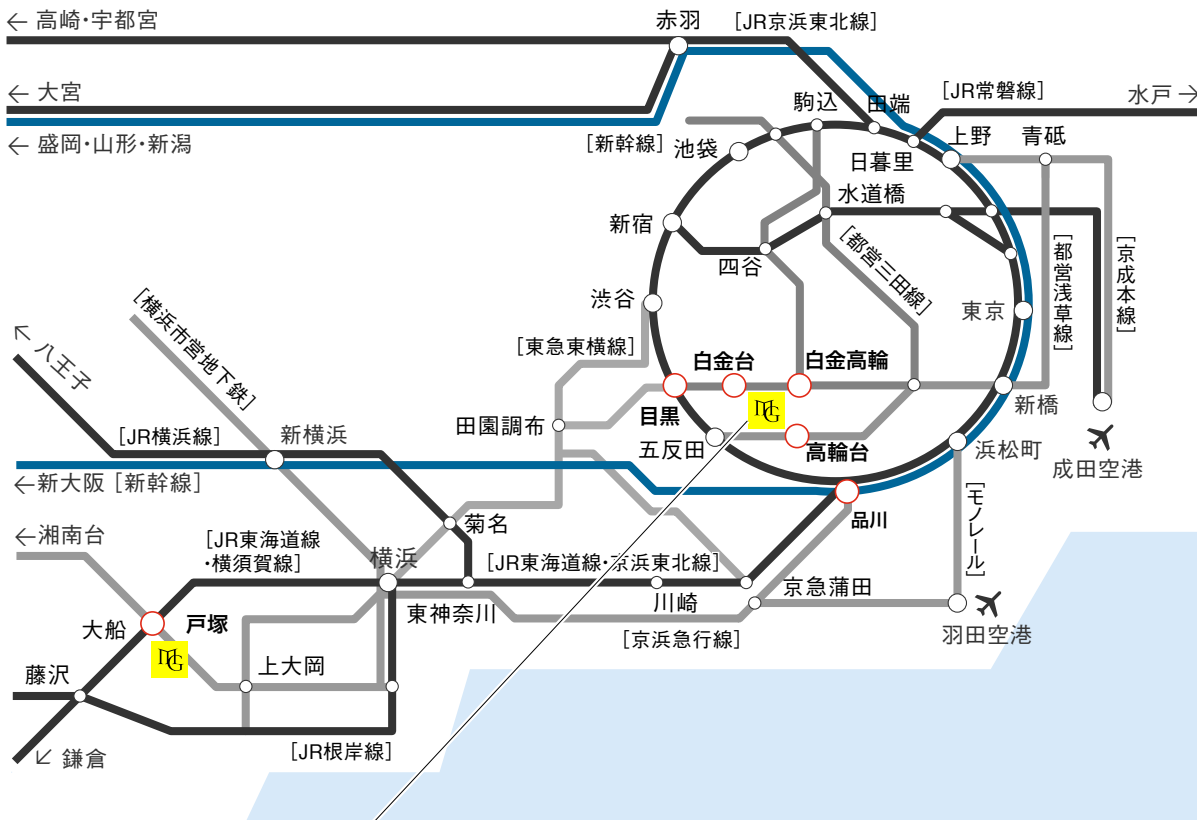 ← 高崎・宇都宮
赤羽
[JR京浜東北線]
← 大宮
駒込
田端
[JR常磐線]
水戸 →
← 盛岡・山形・新潟
[新幹線]
池袋
日暮里
上野
青砥
水道橋
新宿
四谷
[都営三田線]
[都営浅草線]
[京成本線]
渋谷
東京
[横浜市営地下鉄]
↖ 八王子
[東急東横線]
白金台
白金高輪
目黒
MG
新橋
田園調布
五反田
高輪台
浜松町
成田空港
[JR横浜線]
新横浜
← 新大阪 [新幹線]
品川
[モノレール]
← 湘南台
菊名
[JR東海道線
・横須賀線]
横浜
[JR東海道線・京浜東北線]
川崎
京急蒲田
東神奈川
羽田空港
大船
戸塚
[京浜急行線]
MG
藤沢
上大岡
[JR根岸線]
↙ 鎌倉